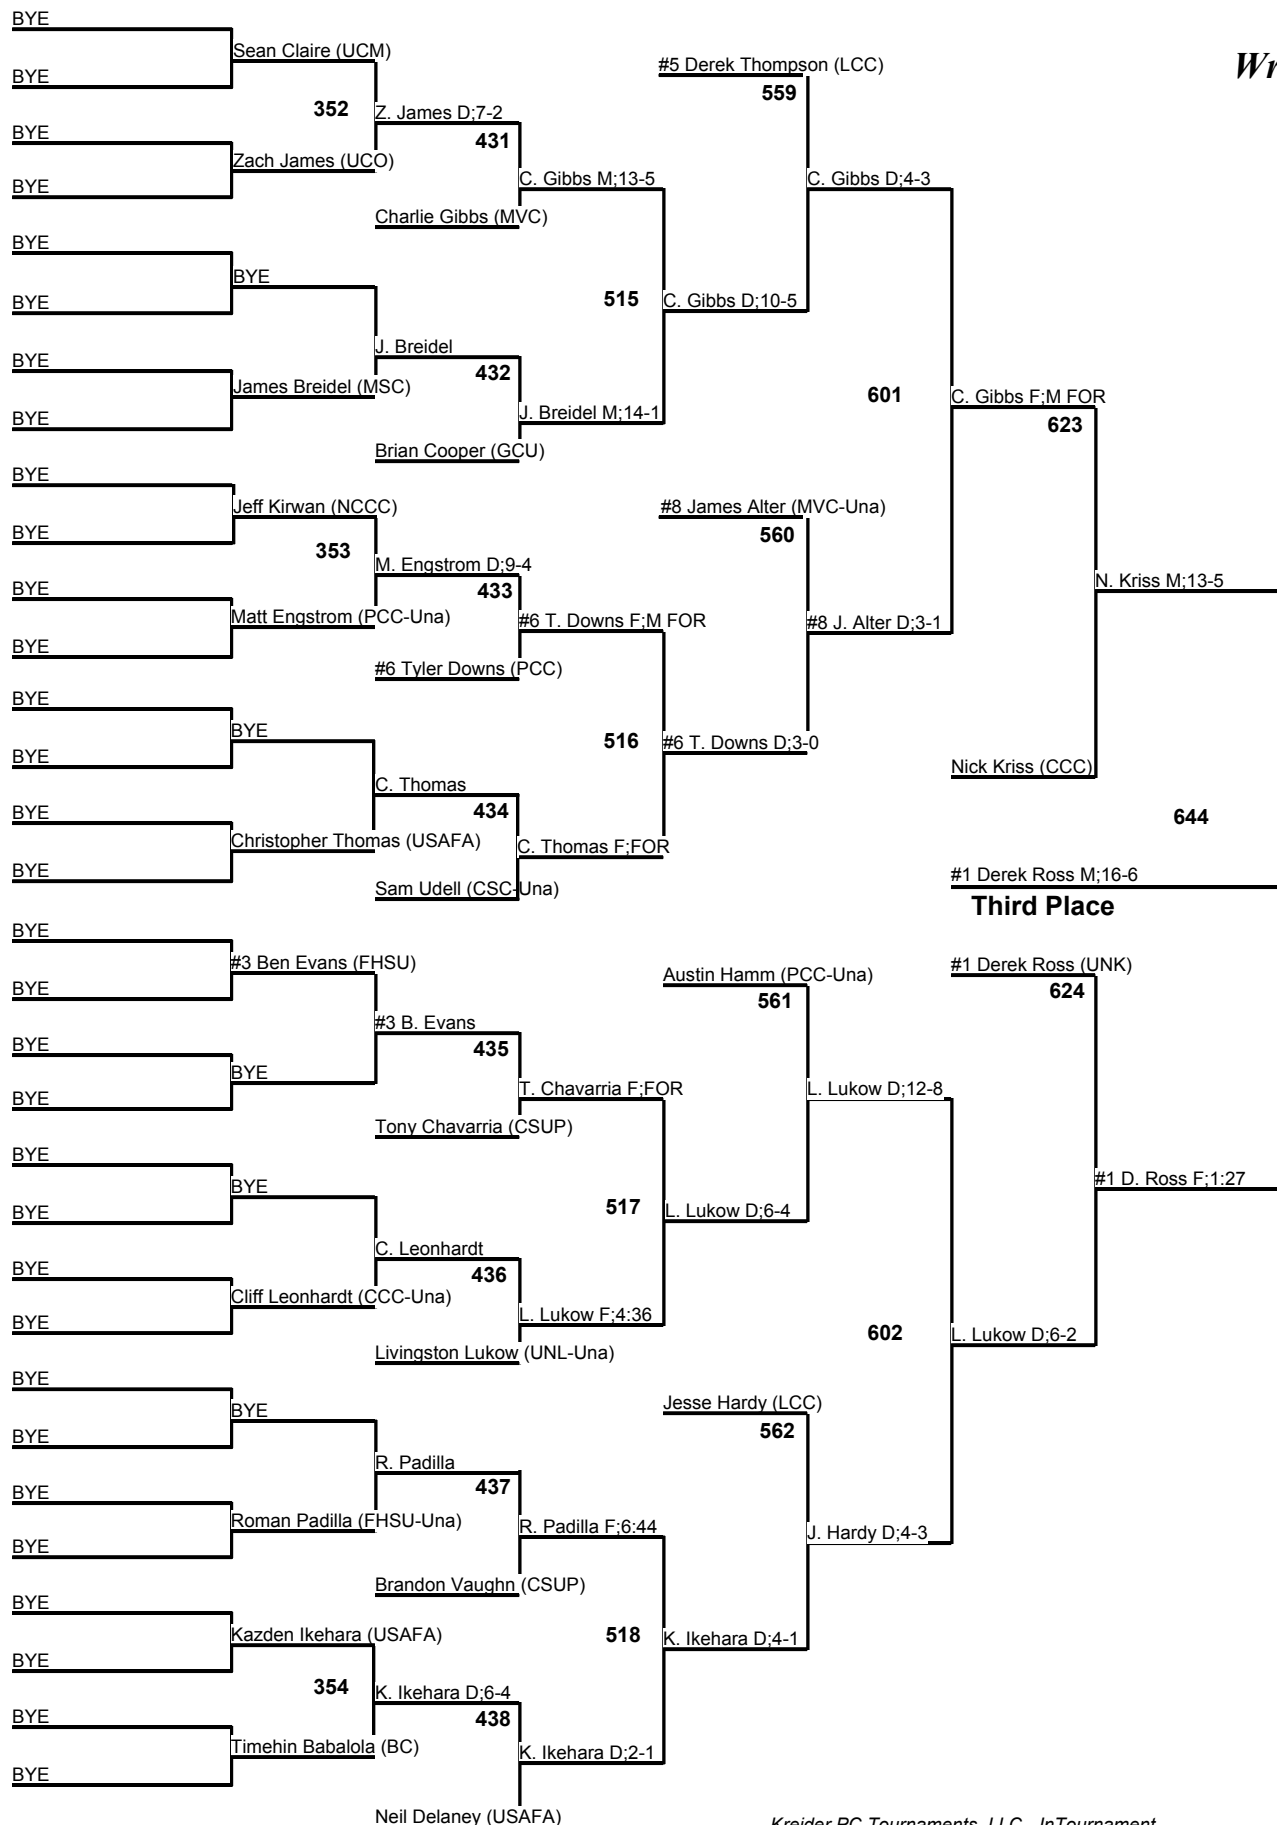 BYE
Sean Claire (UCM)
#5 Derek Thompson (LCC)
Wr
BYE
559
352
Z. James D;7-2
BYE
431
Zach James (UCO)
C. Gibbs M;13-5
C. Gibbs D;4-3
BYE
Charlie Gibbs (MVC)
BYE
BYE
BYE
515
C. Gibbs D;10-5
J. Breidel
BYE
432
James Breidel (MSC)
601
C. Gibbs F;M FOR
BYE
J. Breidel M;14-1
623
Brian Cooper (GCU)
BYE
Jeff Kirwan (NCCC)
#8 James Alter (MVC-Una)
BYE
560
353
M. Engstrom D;9-4
N. Kriss M;13-5
BYE
433
Matt Engstrom (PCC-Una)
#6 T. Downs F;M FOR
#8 J. Alter D;3-1
BYE
#6 Tyler Downs (PCC)
BYE
BYE
516
#6 T. Downs D;3-0
BYE
Nick Kriss (CCC)
C. Thomas
BYE
434
644
Christopher Thomas (USAFA)
C. Thomas F;FOR
BYE
#1 Derek Ross M;16-6
Sam Udell (CSC-Una)
Third Place
BYE
#3 Ben Evans (FHSU)
Austin Hamm (PCC-Una)
#1 Derek Ross (UNK)
BYE
561
624
#3 B. Evans
BYE
435
BYE
T. Chavarria F;FOR
L. Lukow D;12-8
BYE
Tony Chavarria (CSUP)
BYE
BYE
#1 D. Ross F;1:27
BYE
517
L. Lukow D;6-4
C. Leonhardt
BYE
436
Cliff Leonhardt (CCC-Una)
L. Lukow F;4:36
BYE
602
L. Lukow D;6-2
Livingston Lukow (UNL-Una)
BYE
BYE
Jesse Hardy (LCC)
BYE
562
R. Padilla
BYE
437
Roman Padilla (FHSU-Una)
R. Padilla F;6:44
J. Hardy D;4-3
BYE
Brandon Vaughn (CSUP)
BYE
Kazden Ikehara (USAFA)
518
K. Ikehara D;4-1
BYE
354
K. Ikehara D;6-4
BYE
438
Timehin Babalola (BC)
K. Ikehara D;2-1
BYE
Neil Delaney (USAFA)
Kreider PC Tournaments, LLC - InTournament